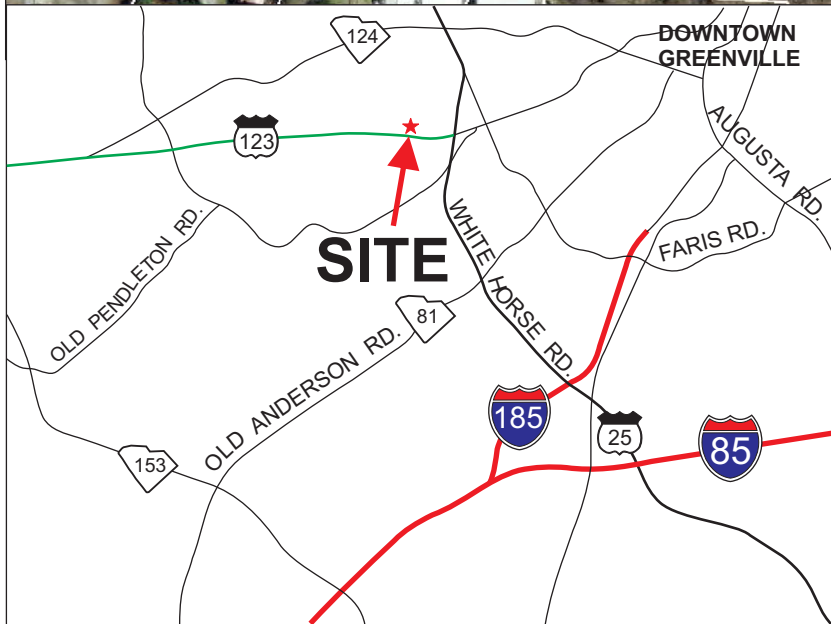 124
DOWNTOWN
GREENVILLE
123
AUGUSTA RD.
WHITE HORSE RD.
FARIS RD.
OLD PENDLETON RD.
SITE
81
OLD ANDERSON RD.
185
25
85
153